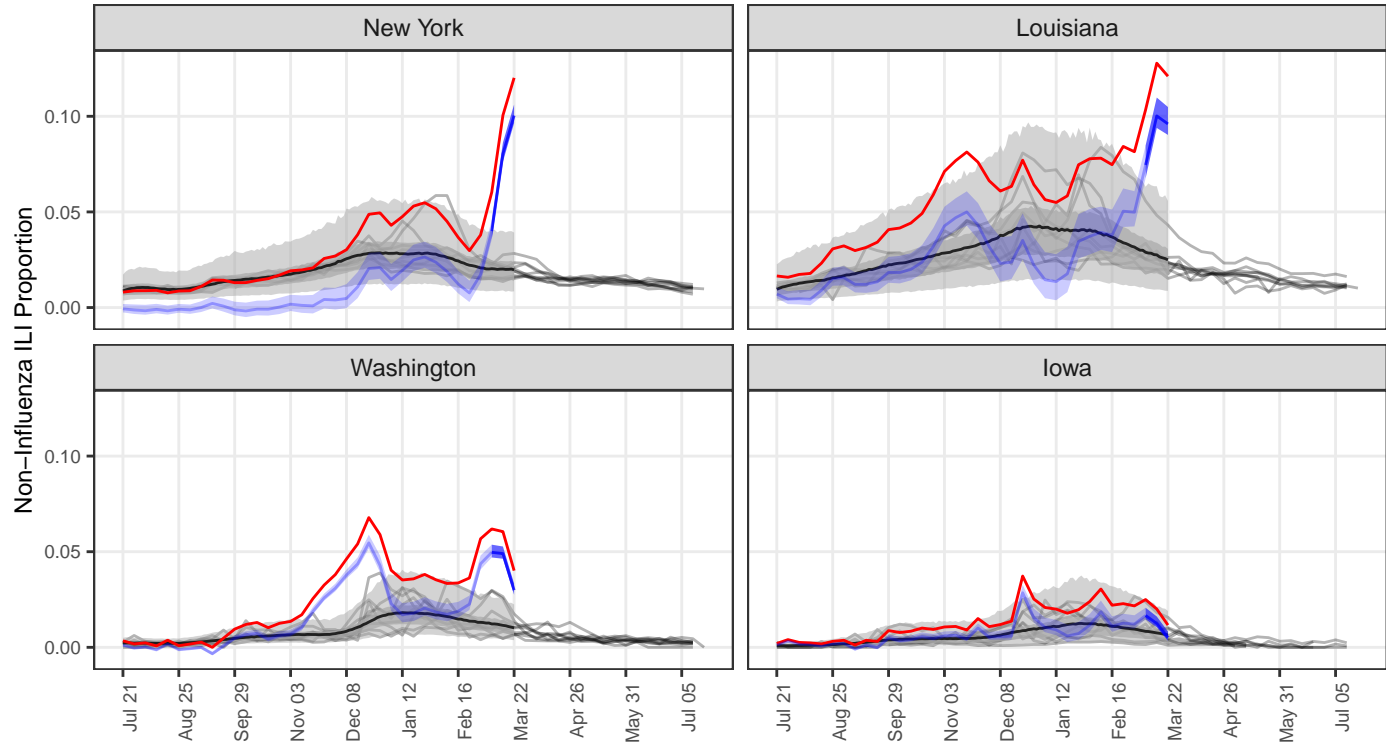 New York
Louisiana
0.10
0.05
0.00
Non−Influenza ILI Proportion
Washington
Iowa
0.10
0.05
0.00
Jul 21
Aug 25
Sep 29
Nov 03
Dec 08
Jan 12
Feb 16
Mar 22
Apr 26
May 31
Jul 05
Jul 21
Aug 25
Sep 29
Nov 03
Dec 08
Jan 12
Feb 16
Mar 22
Apr 26
May 31
Jul 05